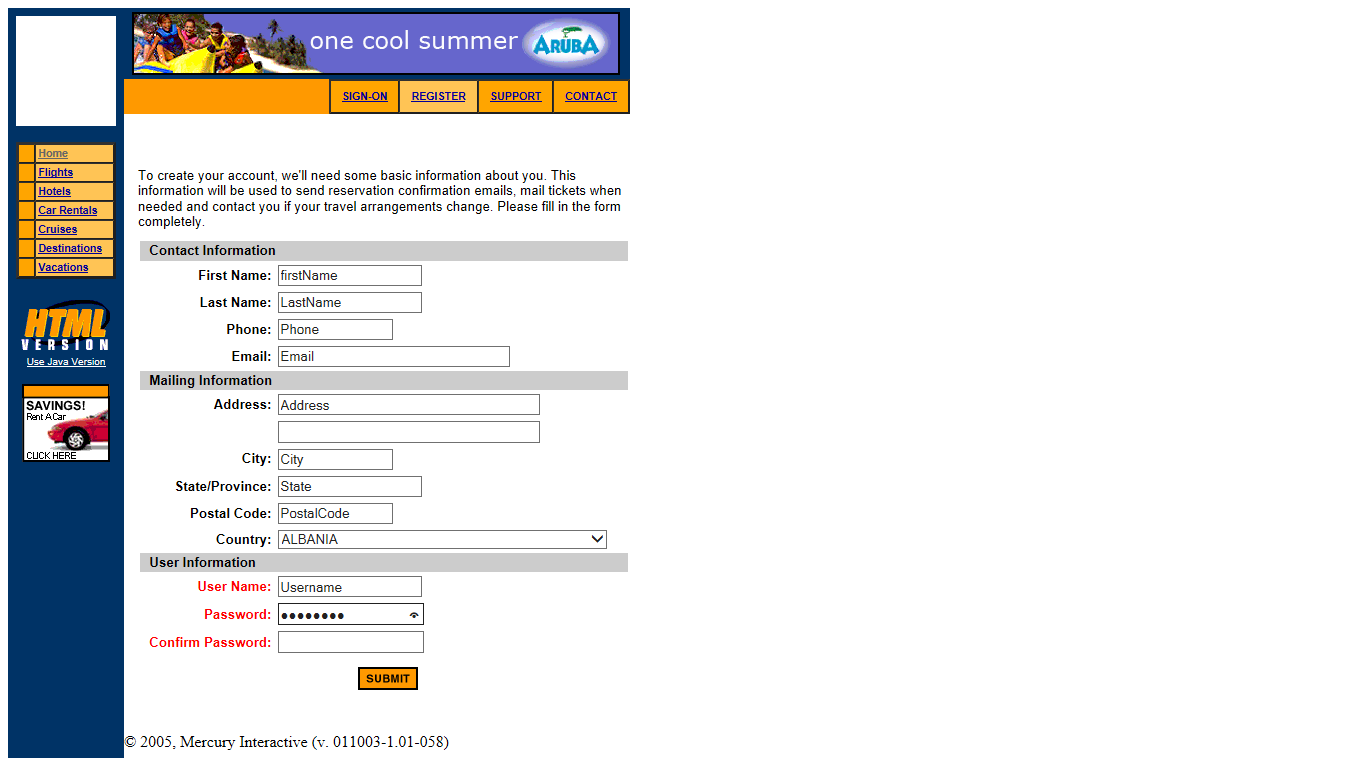 one cool summer ARUBA
SIGN-ON REGISTER SUPPORT CONTACT
Home
Flights
Hotels
Car Rentals
Cruises
Destinations
Vacations
HTML
VERSION
Use Java Version
SAVINGS!
Rent A Car
CLICK HERE
To create your account, we'll need some basic information about you. This
information will be used to send reservation confirmation emails, mail tickets when
needed and contact you if your travel arrangements change. Please fill in the form
completely.
Contact Information
First Name: firstName
Last Name: LastName
Phone: Phone
Email: Email
Mailing Information
Address: Address
City: City
State/Province: State
Postal Code: PostalCode
Country: ALBANIA
User Information
User Name: Username
Password: ●●●●●●●●
Confirm Password:
SUBMIT
© 2005, Mercury Interactive (v. 011003-1.01-058)